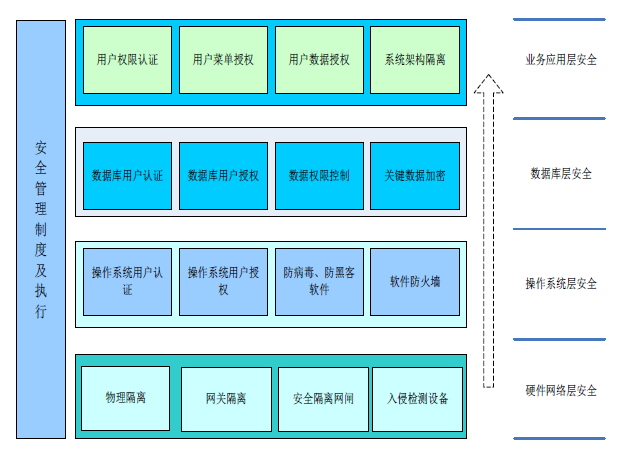 安全管理制度及执行
用户权限认证
用户菜单授权
用户数据授权
系统架构隔离
业务应用层安全
数据库用户认证
数据库用户授权
数据权限控制
关键数据加密
数据库层安全
操作系统用户认
证
操作系统用户授
权
防病毒、防黑客
软件
软件防火墙
操作系统层安全
物理隔离
网关隔离
安全隔离网闸
入侵检测设备
硬件网络层安全